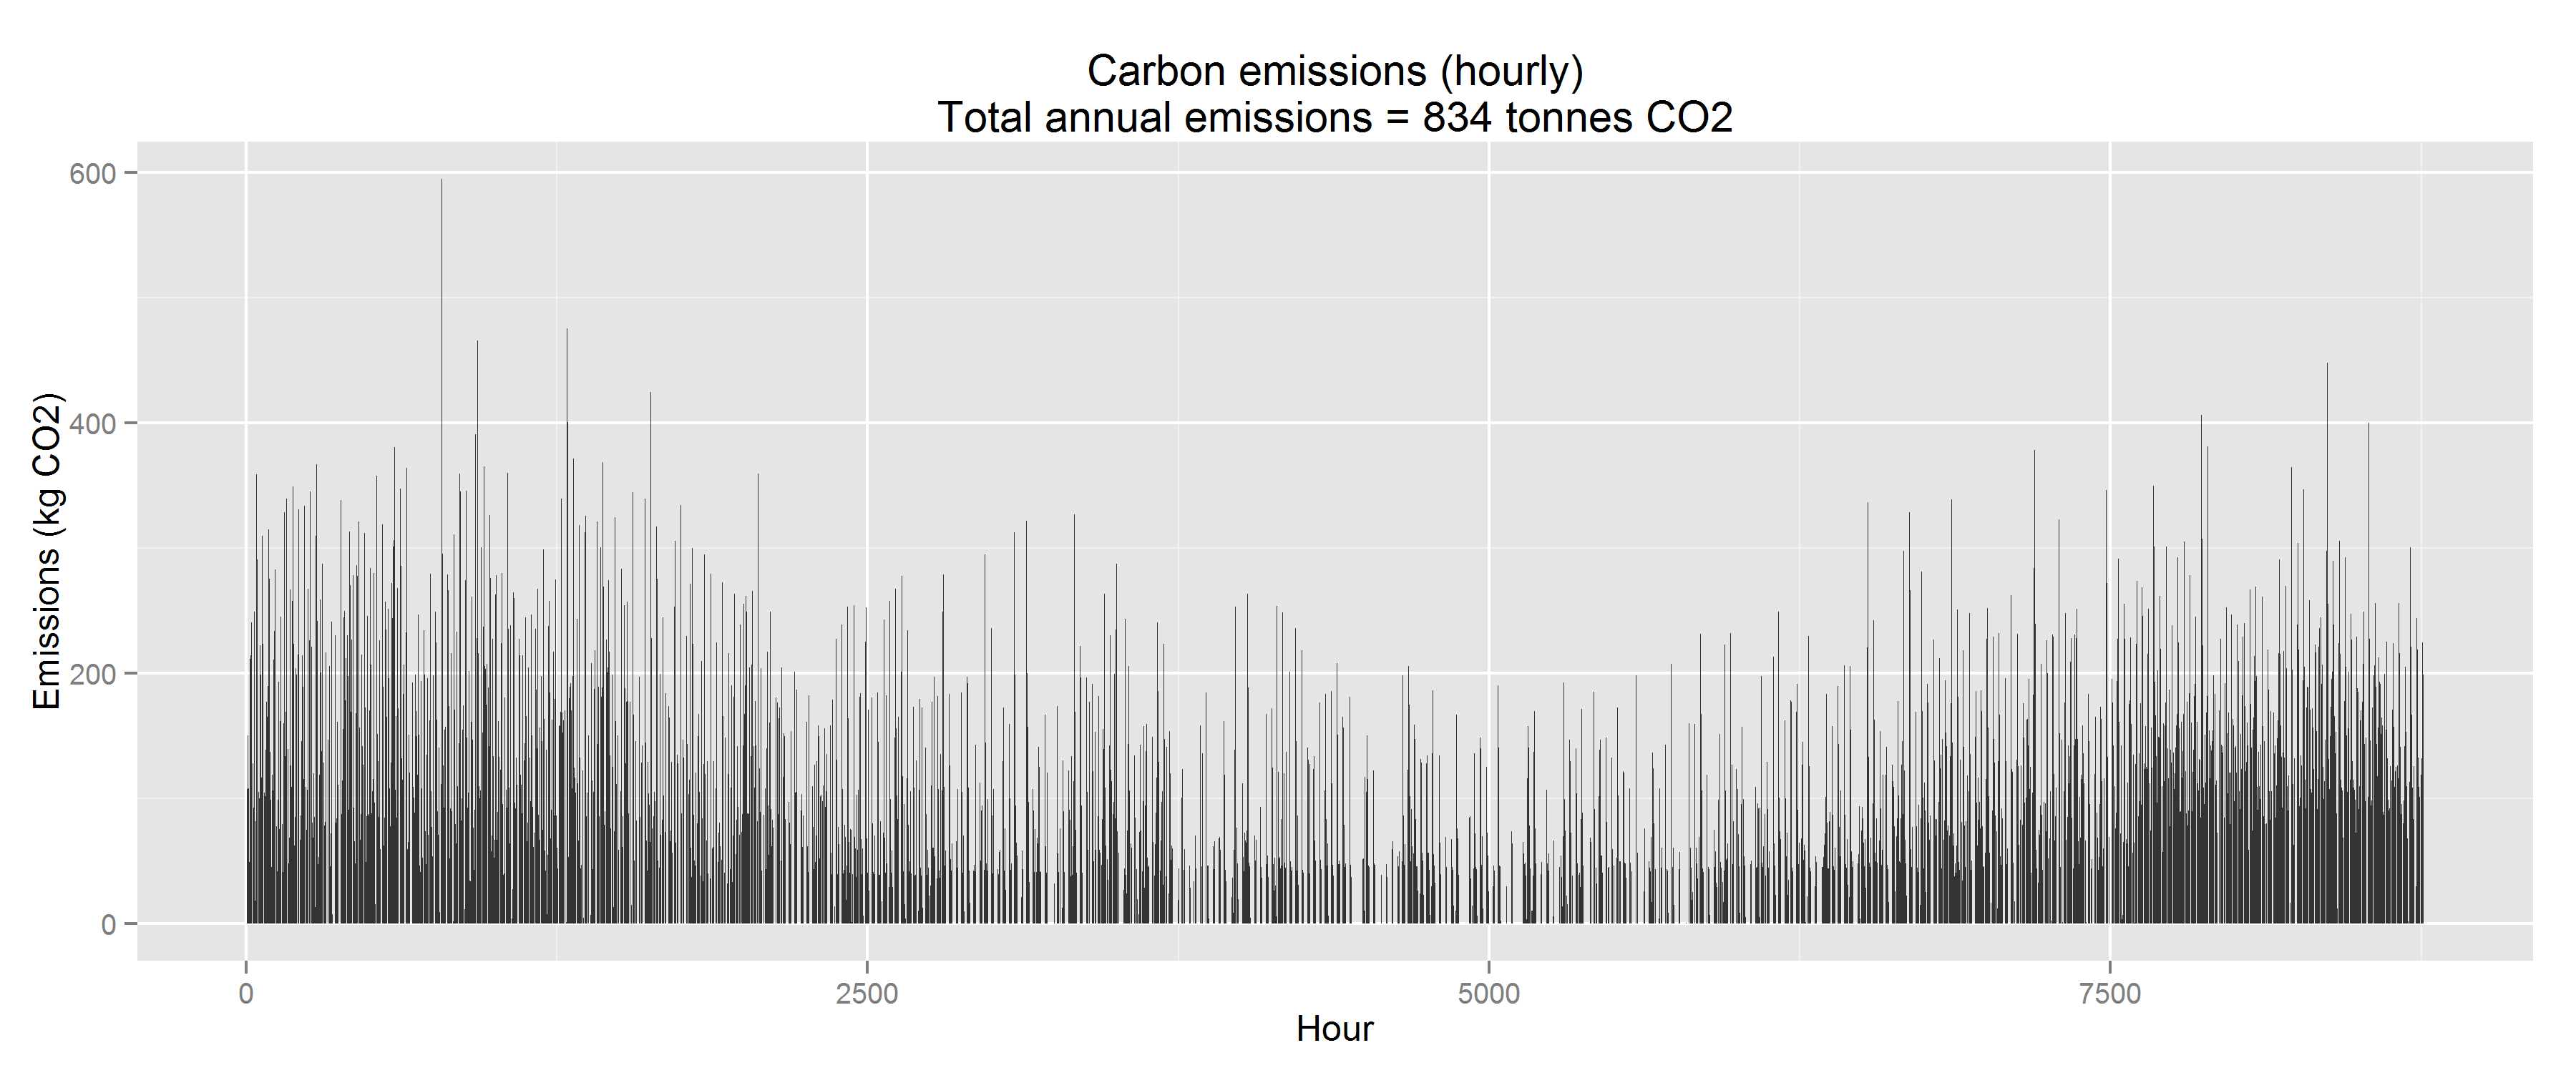 Carbon emissions (hourly)
Total annual emissions = 834 tonnes CO2
Emissions (kg CO2)
600
400
200
0
0 2500 5000 7500
Hour